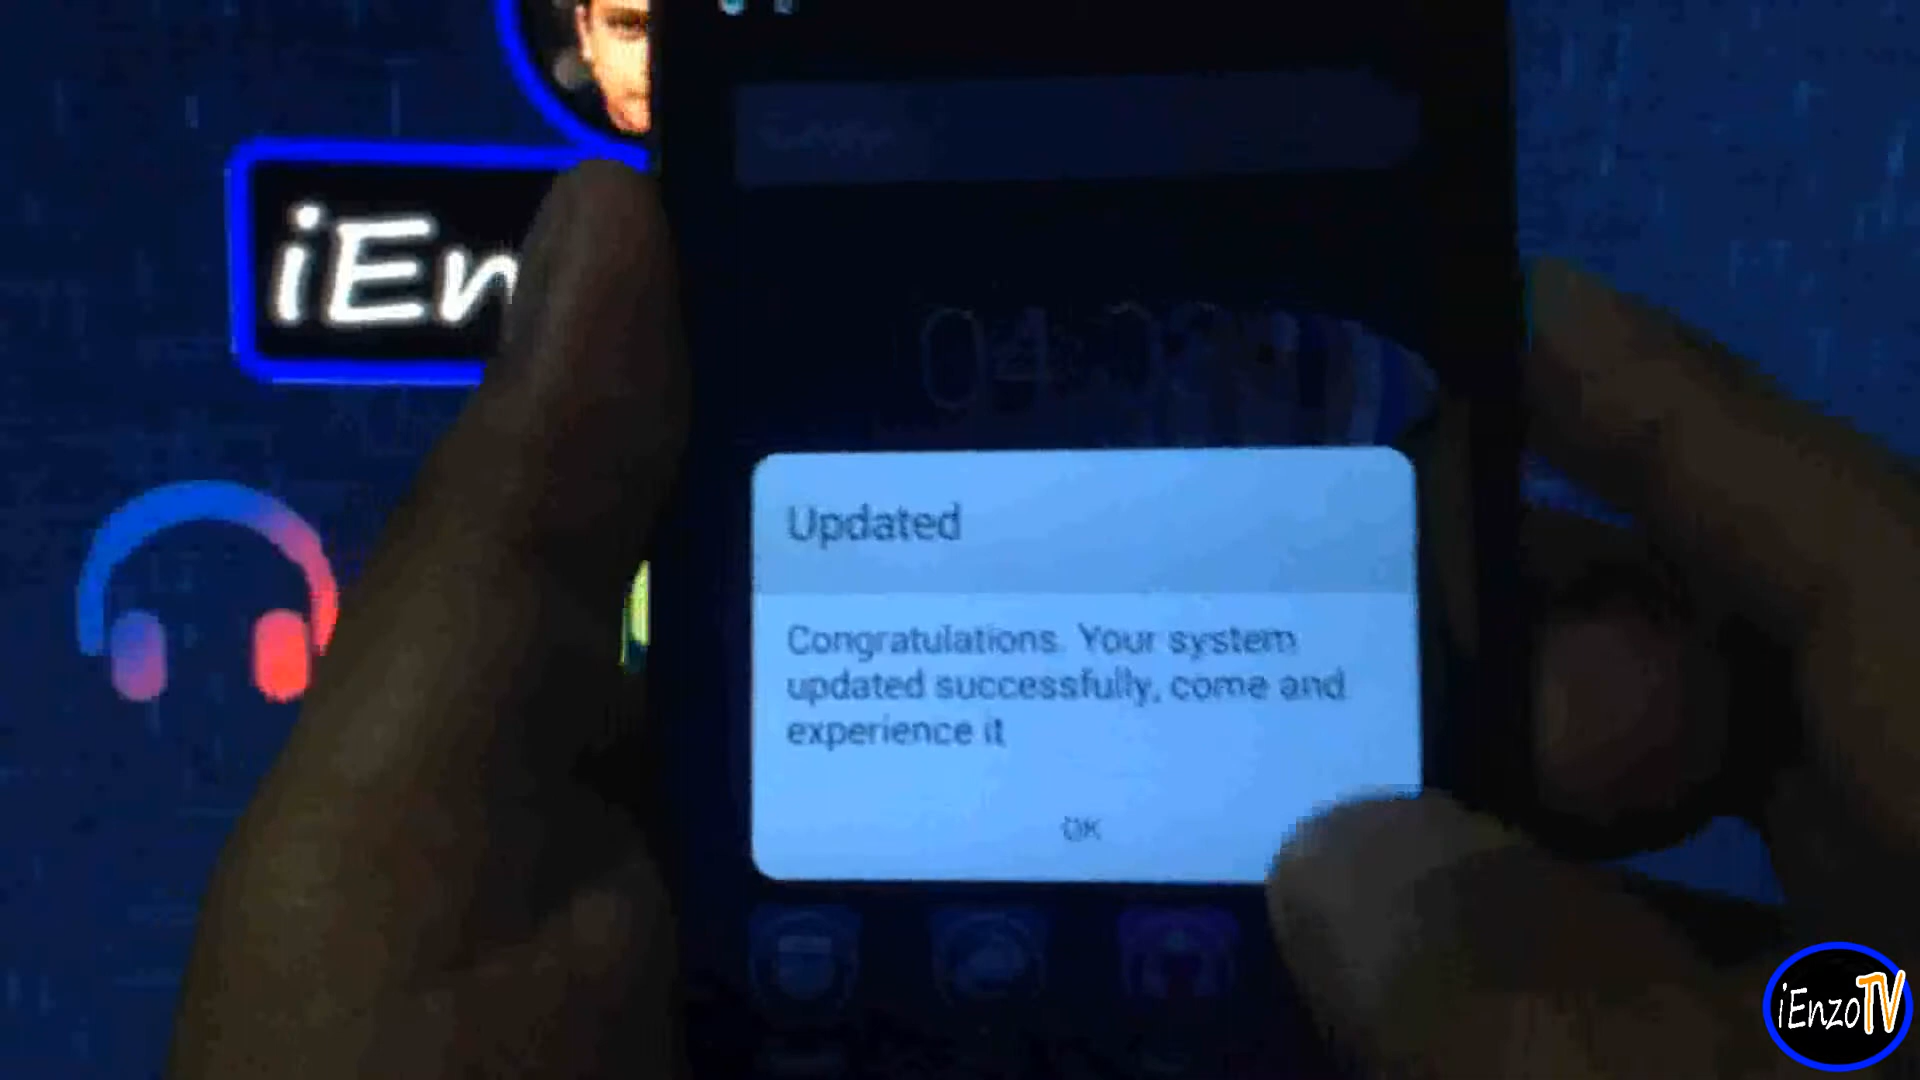 iEn
Updated
Congratulations. Your system
updated successfully, come and
experience it
OK
iEnzoTV